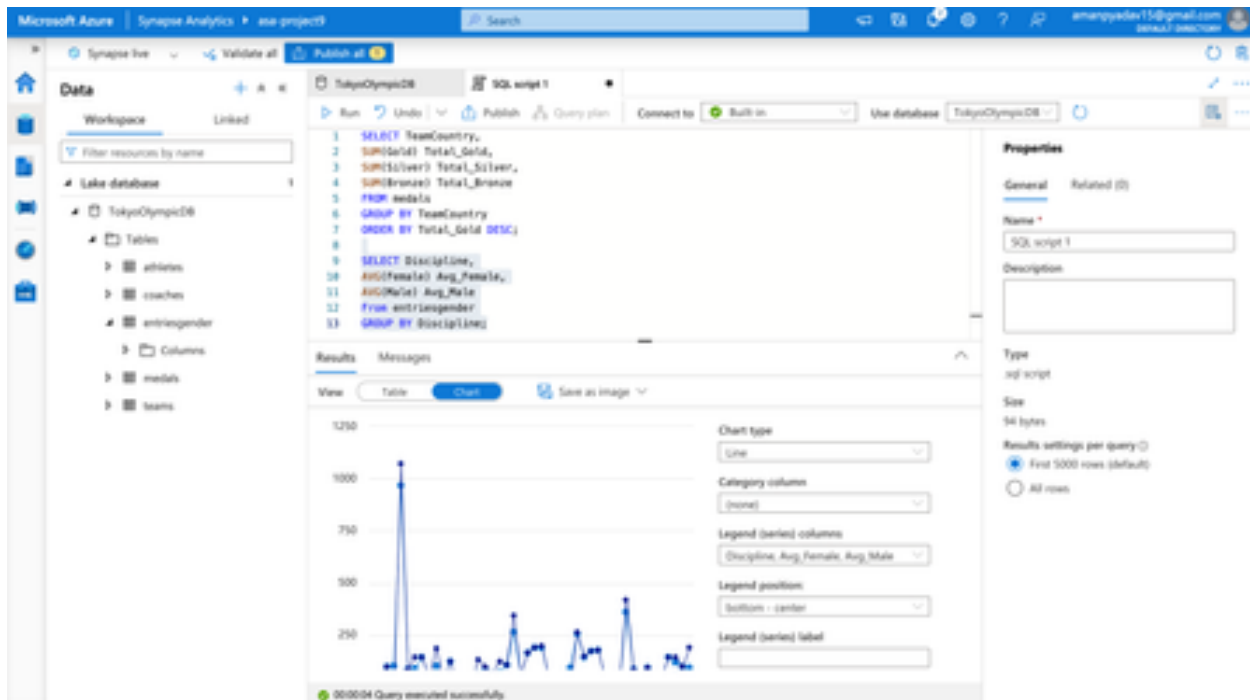 Microsoft Azure | Synapse Analytics ▸ asa-project9
Search
7
?
amanpyadav15@gmail.com
DEFAULT DIRECTORY
Synapse live
Validate all
Publish all
Data
Workspace
Linked
Filter resources by name
Lake database 1
TokyoOlympicDB
Tables
athletes
coaches
entriesgender
Columns
medals
teams
TokyoOlympicDB
SQL script 1
Run
Undo
Publish
Query plan
Connect to
Built-in
Use database
TokyoOlympicDB
1 SELECT TeamCountry,
2 SUM(Gold) Total_Gold,
3 SUM(Silver) Total_Silver,
4 SUM(Bronze) Total_Bronze
5 FROM medals
6 GROUP BY TeamCountry
7 ORDER BY Total_Gold DESC;
8
9 SELECT Discipline,
10 AVG(Female) Avg_Female,
11 AVG(Male) Avg_Male
12 From entriesgender
13 GROUP BY Discipline;
Results
Messages
View
Table
Chart
Save as image
1250
1000
750
500
250
Chart type
Line
Category column
(none)
Legend (series) columns
Discipline, Avg_Female, Avg_Male
Legend position
bottom - center
Legend (series) label
00:00:04 Query executed successfully.
Properties
General
Related (0)
Name *
SQL script 1
Description
Type
.sql script
Size
94 bytes
Results settings per query
First 5000 rows (default)
All rows